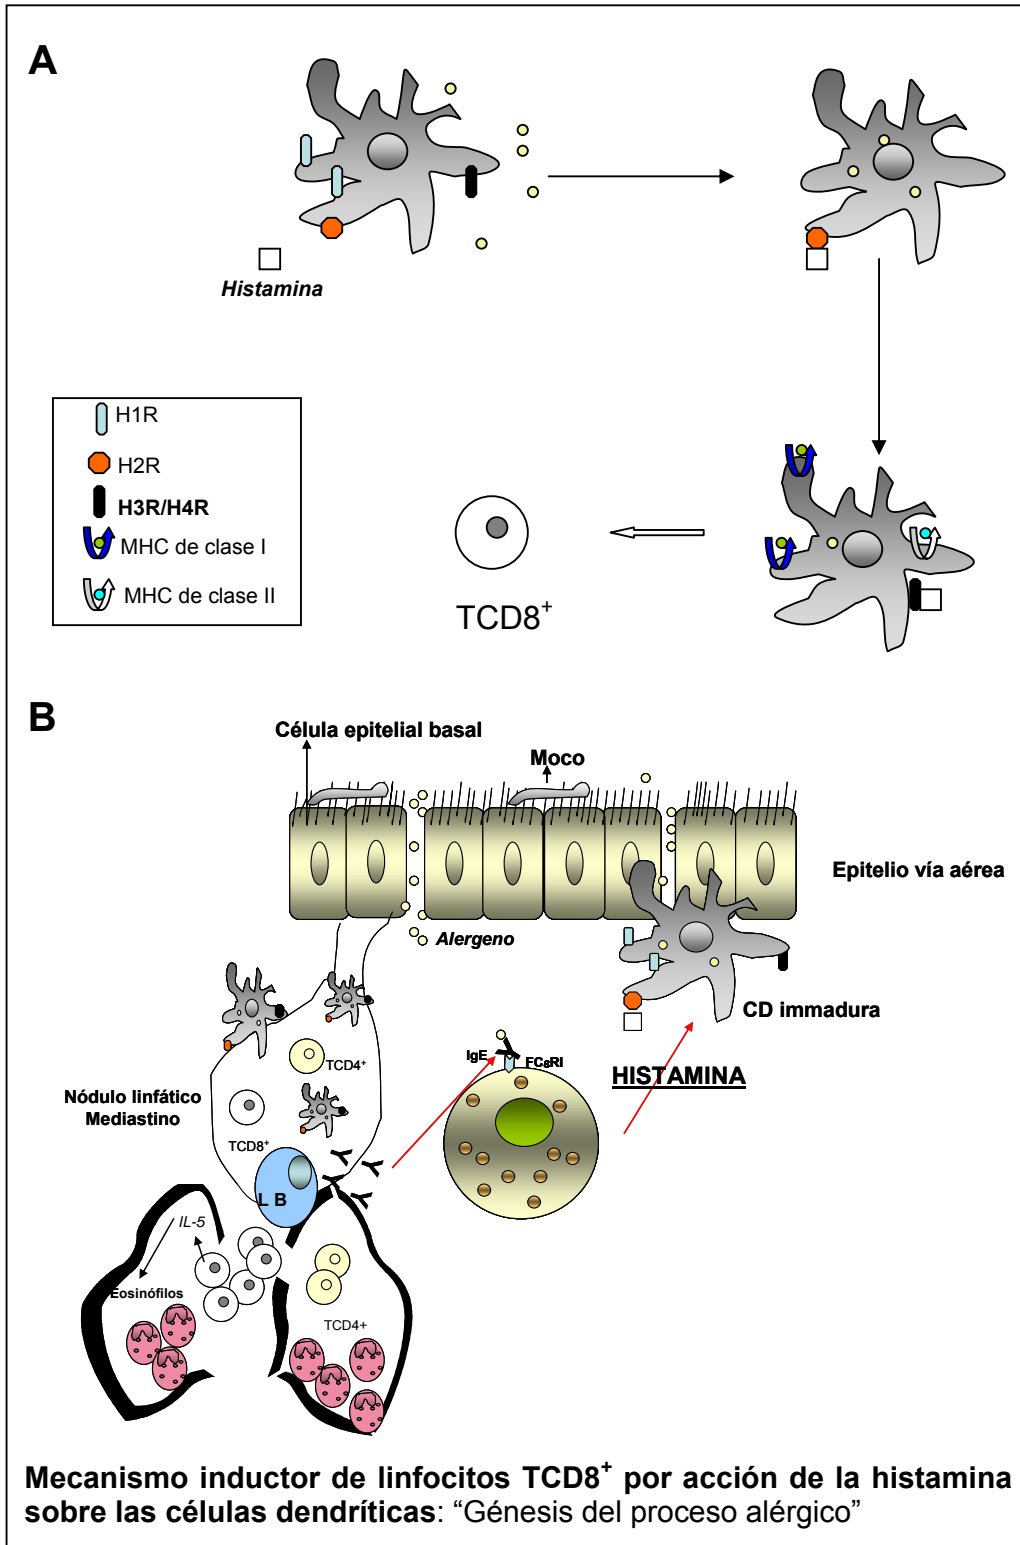 A
Histamina
H1R
H2R
H3R/H4R
MHC de clase I
MHC de clase II
TCD8⁺
B
Célula epitelial basal
Moco
Epitelio vía aérea
Alergeno
CD immadura
TCD4⁺
IgE
FCεRI
HISTAMINA
Nódulo linfático
Mediastino
TCD8⁺
L B
IL-5
Eosinófilos
TCD4+
Mecanismo inductor de linfocitos TCD8⁺ por acción de la histamina
sobre las células dendríticas: “Génesis del proceso alérgico”